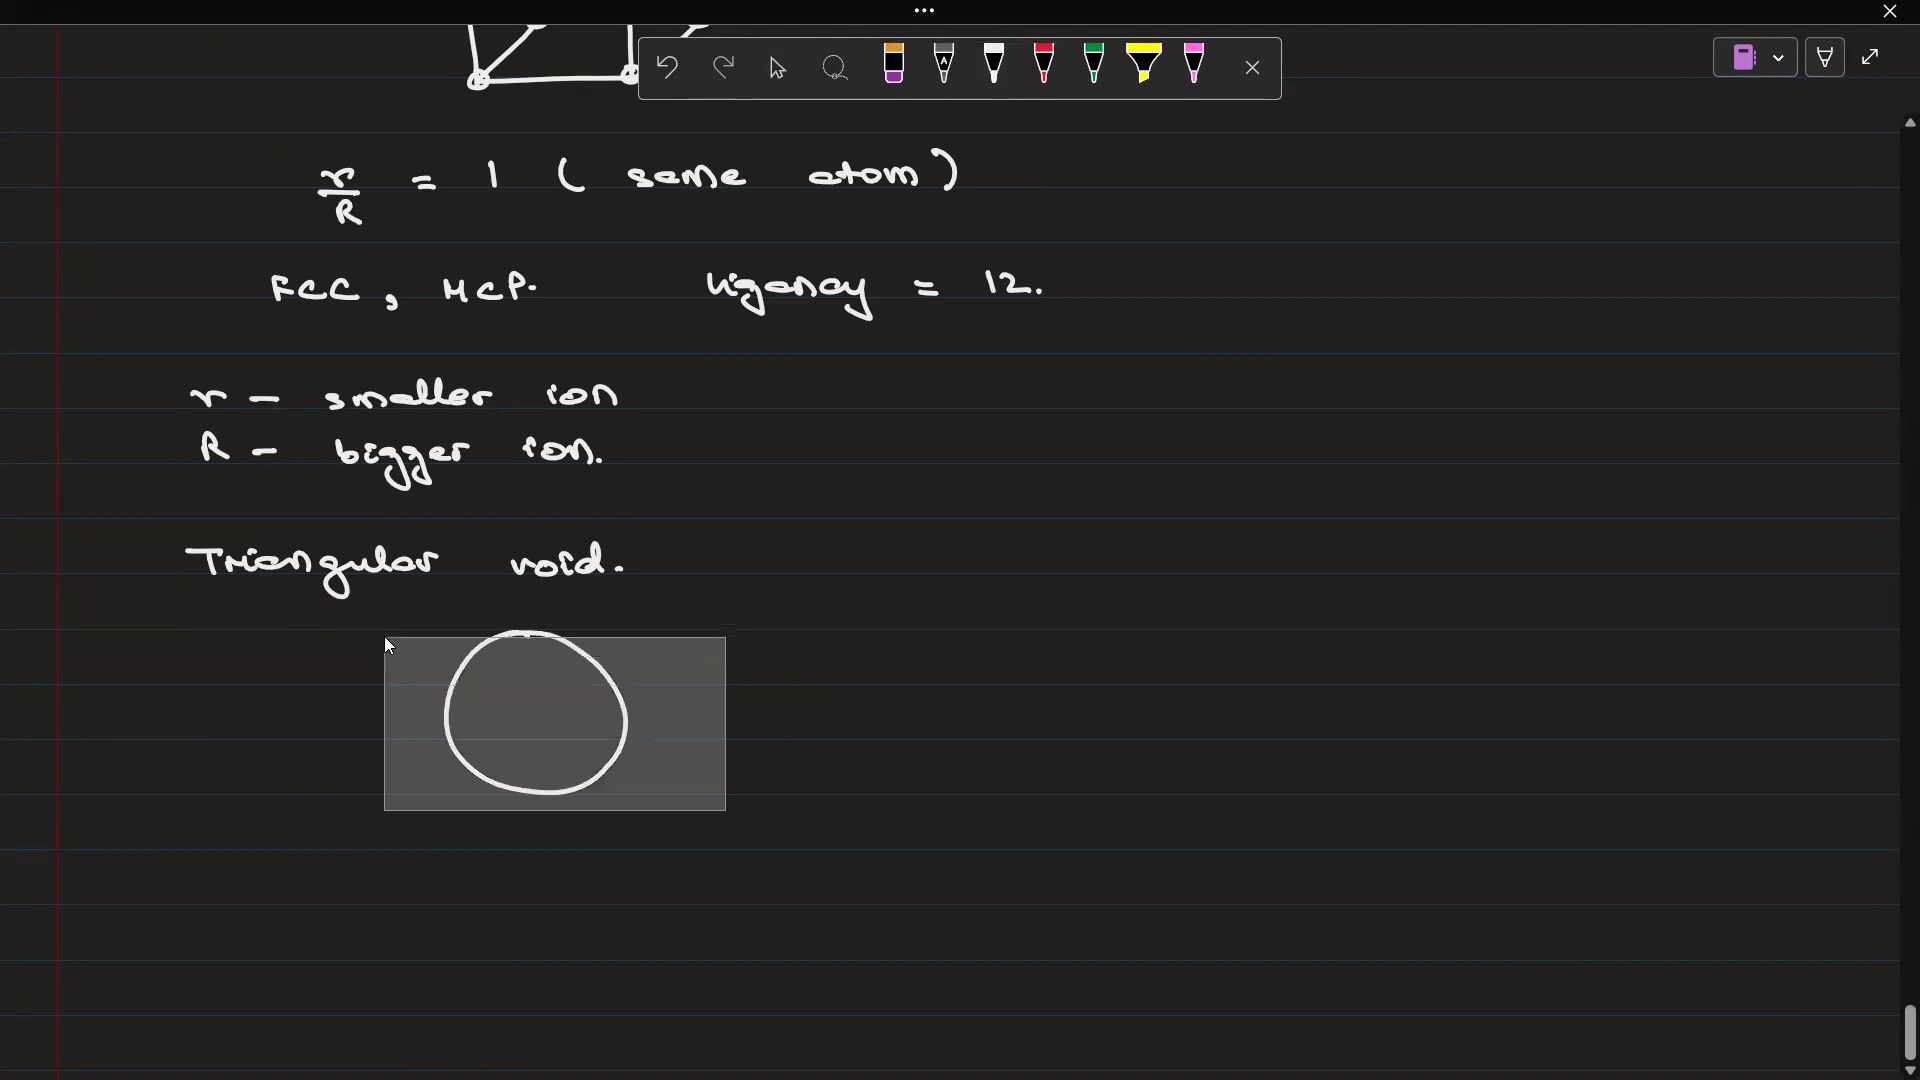 r/R = 1 ( same atom )
FCC , HCP. ligancy = 12.
r - smaller ion
R - bigger ion.
Triangular void.